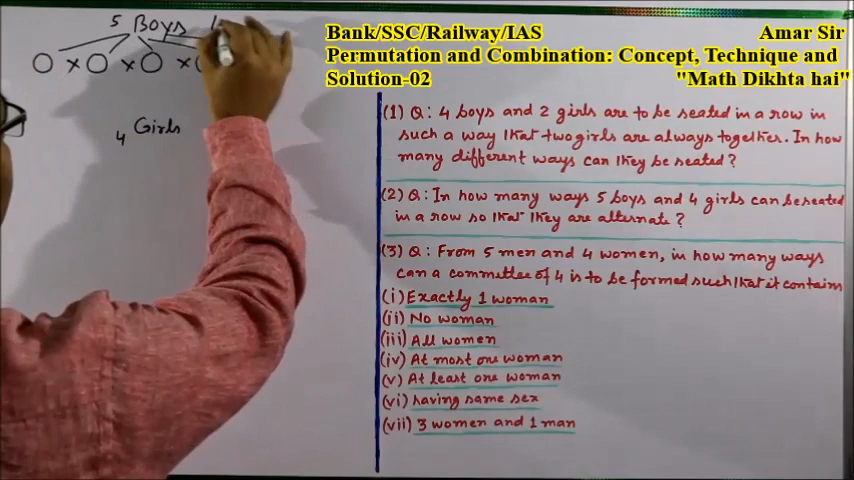 5 Boys
Bank/SSC/Railway/IAS
Amar Sir
Permutation and Combination: Concept, Technique and
Solution-02
"Math Dikhta hai"
O × O × O ×
4 Girls
(1) Q: 4 boys and 2 girls are to be seated in a row in
such a way that two girls are always together. In how
many different ways can they be seated?
(2) Q: In how many ways 5 boys and 4 girls can be seated
in a row so that they are alternate?
(3) Q: From 5 men and 4 women, in how many ways
can a committee of 4 is to be formed such that it contains
(i) Exactly 1 woman
(ii) No woman
(iii) All women
(iv) At most one woman
(v) At least one woman
(vi) having same sex
(vii) 3 women and 1 man